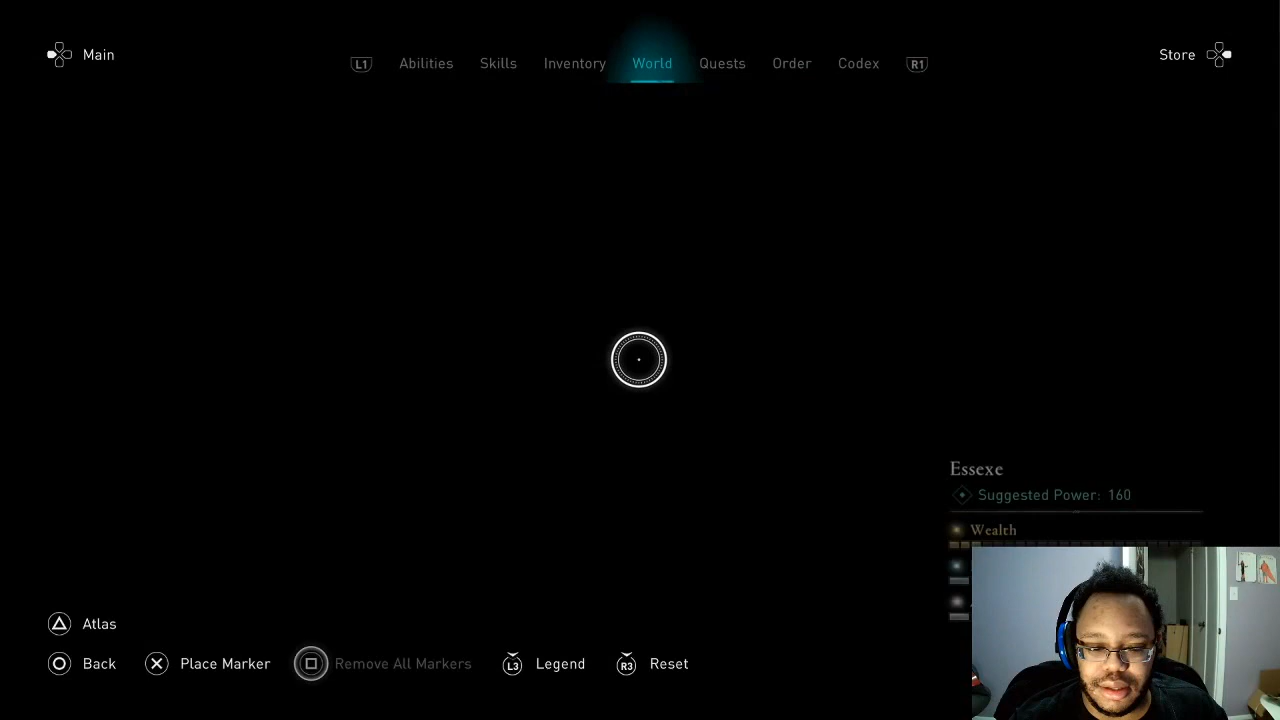 Main
L1 Abilities Skills Inventory World Quests Order Codex R1
Store
Essexe
Suggested Power: 160
Wealth
Atlas
Back Place Marker Remove All Markers L3 Legend R3 Reset